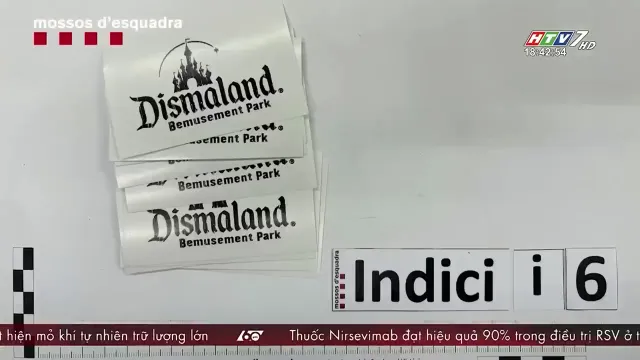 mossos d'esquadra
HTV7 HD
18:42:54
Dismaland.
Bemusement Park
Dismaland.
Bemusement Park
Bemusement Park
Dismaland.
Bemusement Park
mossos d'esquadra
Indici i 6
t hiện mỏ khí tự nhiên trữ lượng lớn
Thuốc Nirsevimab đạt hiệu quả 90% trong điều trị RSV ở t